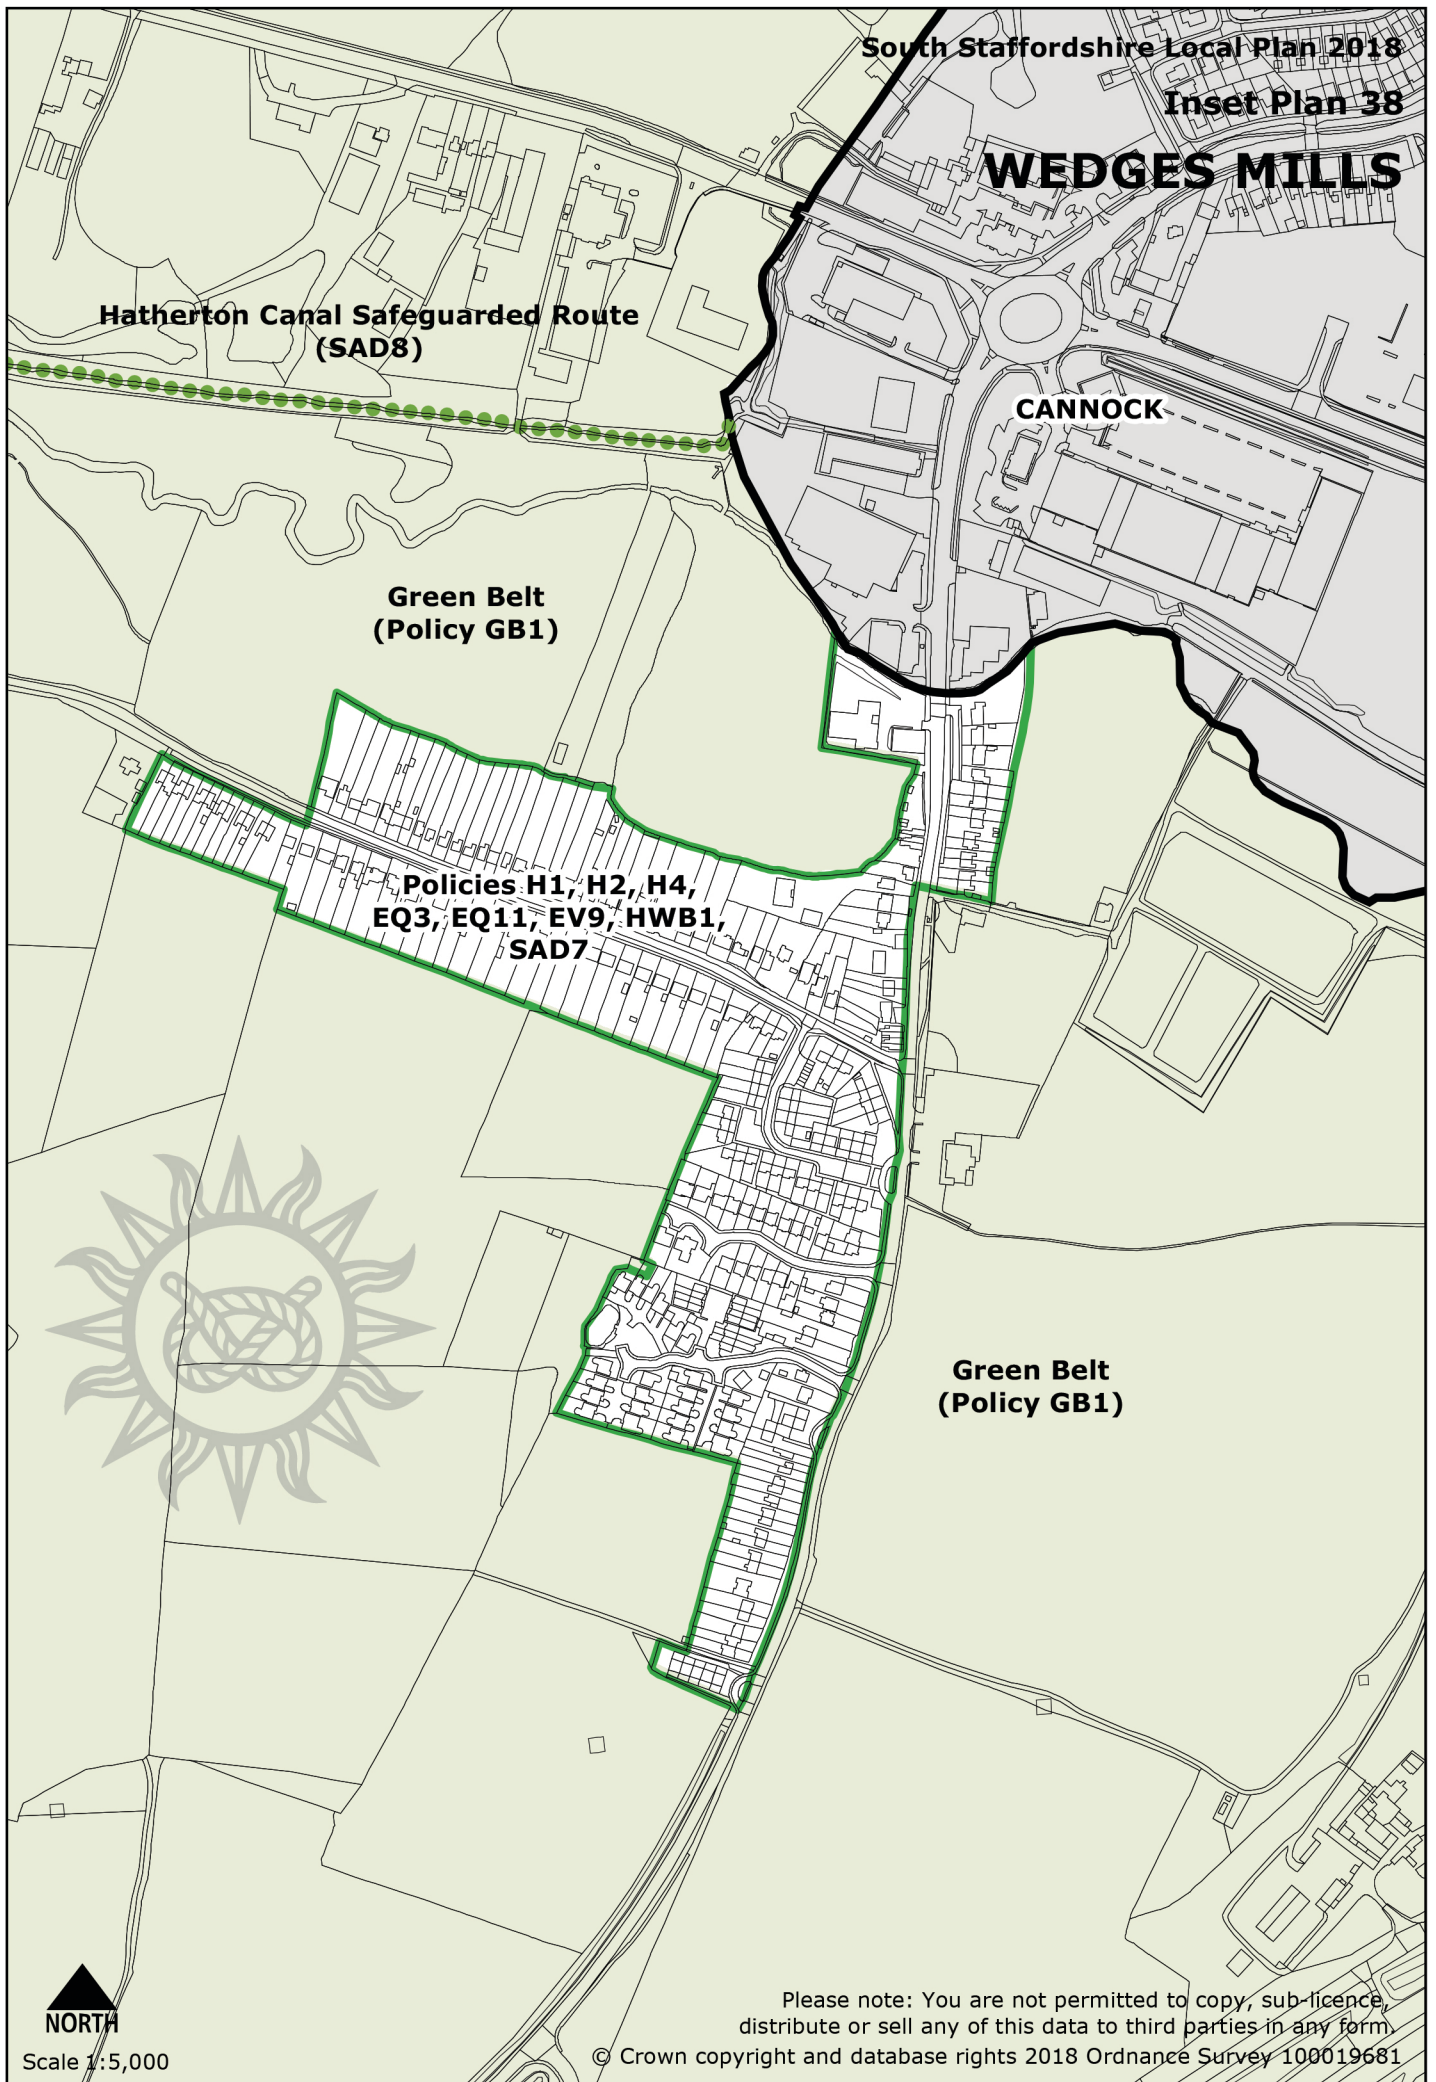 South Staffordshire Local Plan 2018
Inset Plan 38
WEDGES MILLS
Hatherton Canal Safeguarded Route
(SAD8)
CANNOCK
Green Belt
(Policy GB1)
Policies H1, H2, H4,
EQ3, EQ11, EV9, HWB1,
SAD7
Green Belt
(Policy GB1)
NORTH
Scale 1:5,000
Please note: You are not permitted to copy, sub-licence,
distribute or sell any of this data to third parties in any form.
© Crown copyright and database rights 2018 Ordnance Survey 100019681